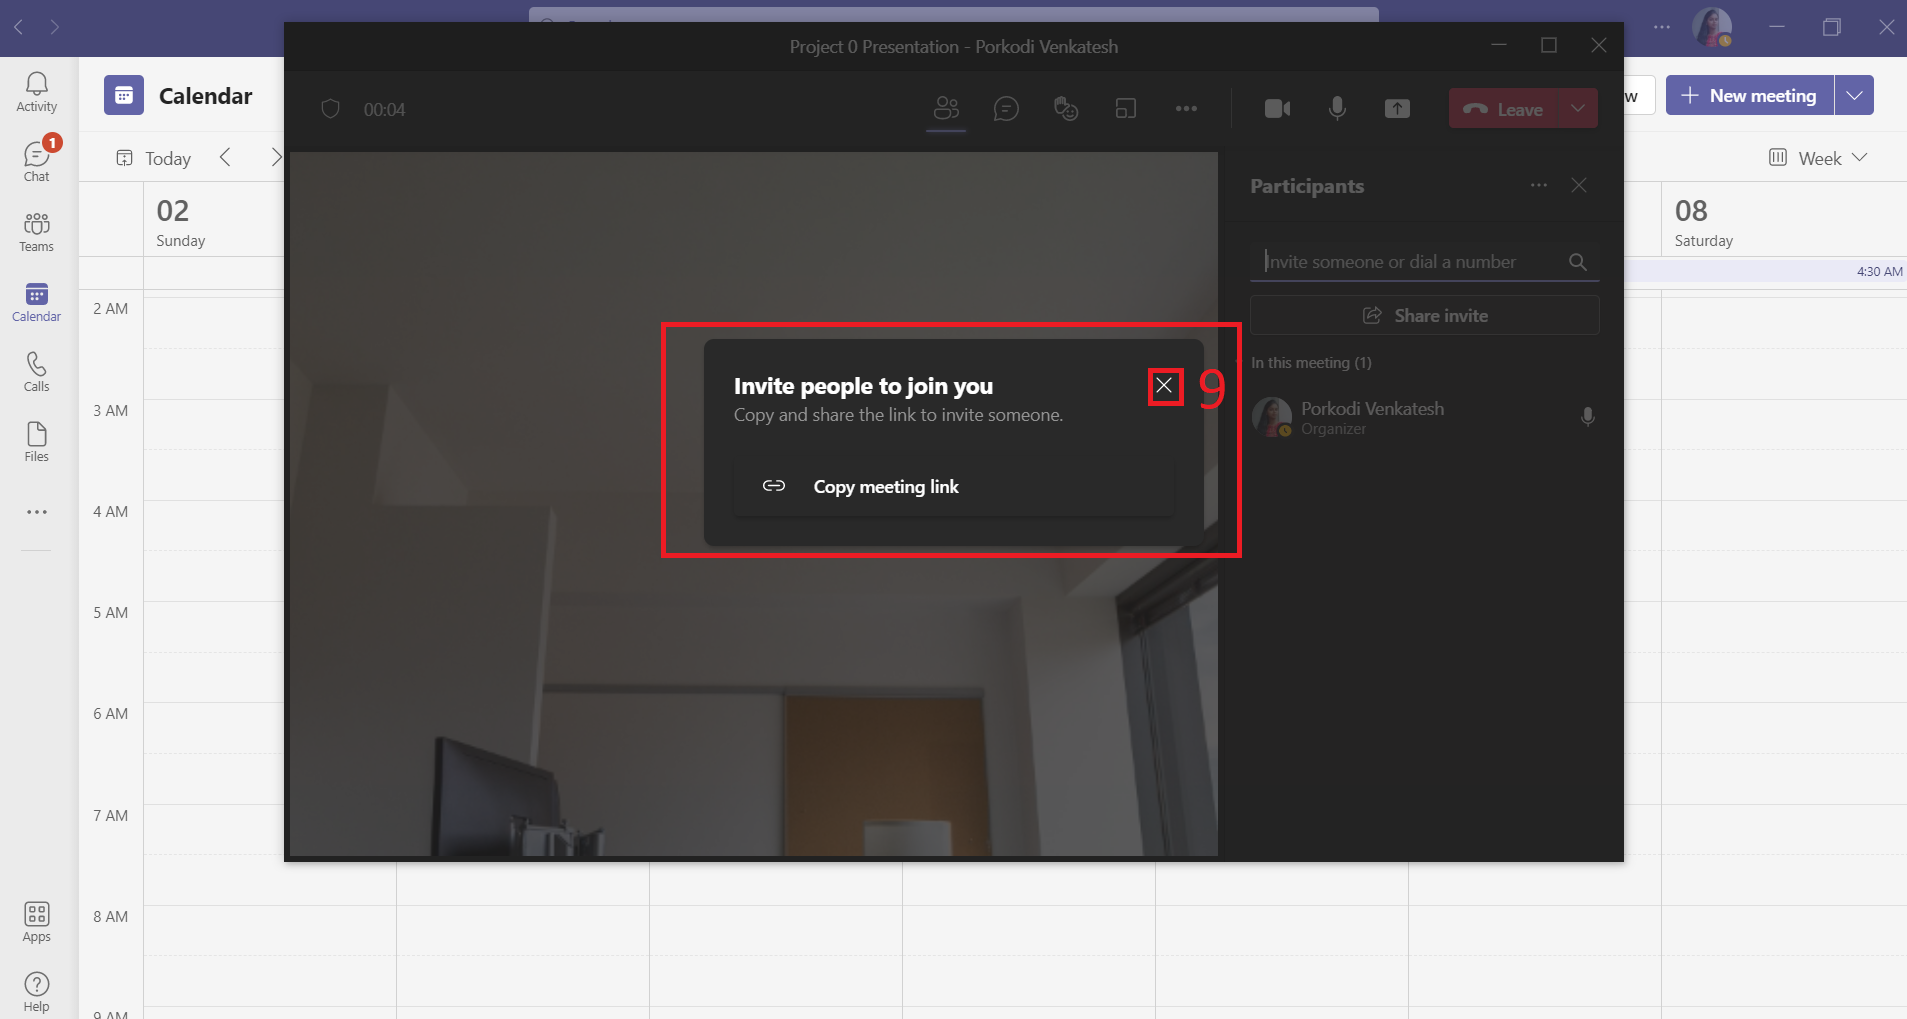 Project 0 Presentation - Porkodi Venkatesh
Activity
1
Chat
Teams
Calendar
Calls
Files
Apps
Help
Calendar
w
New meeting
Today
Week
02
Sunday
08
Saturday
4:30 AM
2 AM
3 AM
4 AM
5 AM
6 AM
7 AM
8 AM
9 AM
00:04
Leave
Participants
Invite someone or dial a number
Share invite
In this meeting (1)
Porkodi Venkatesh
Organizer
Invite people to join you
9
Copy and share the link to invite someone.
Copy meeting link